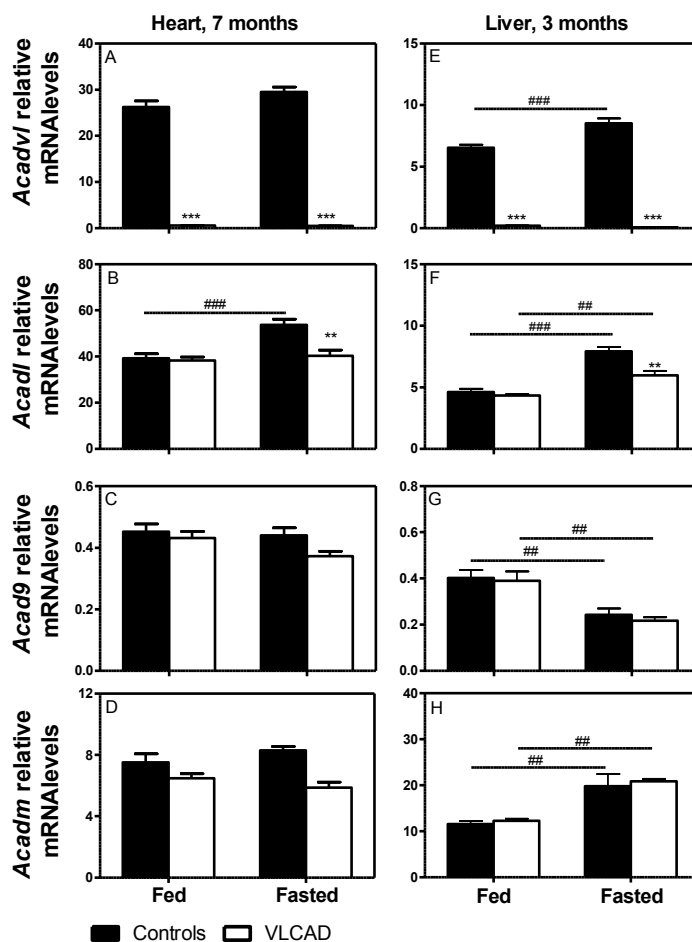 Heart, 7 months
Liver, 3 months
A
Acadvl relative
mRNAlevels
40
30
20
10
0
***
***
E
15
10
5
0
###
***
***
B
Acadl relative
mRNAlevels
80
60
40
20
0
###
**
F
15
10
5
0
##
###
**
C
Acad9 relative
mRNAlevels
0.6
0.4
0.2
0.0
G
0.8
0.6
0.4
0.2
0.0
##
##
D
Acadm relative
mRNAlevels
12
8
4
0
Fed
Fasted
H
40
30
20
10
0
##
##
Fed
Fasted
Controls
VLCAD